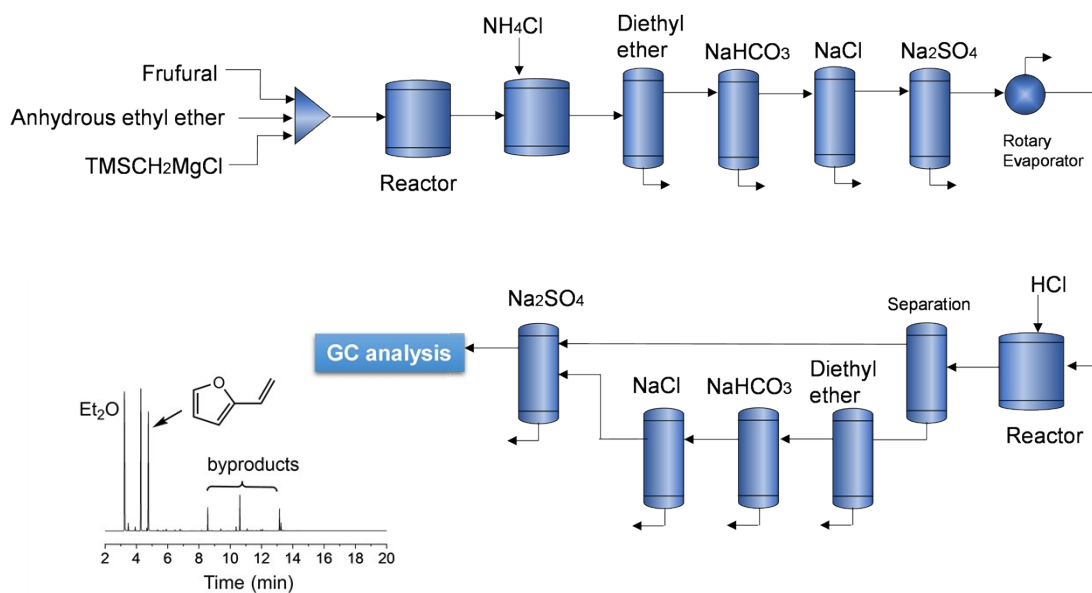 NH4Cl
Diethyl
ether
NaHCO3
NaCl
Na2SO4
Frufural
Anhydrous ethyl ether
TMSCH2MgCl
Reactor
Rotary
Evaporator
Na2SO4
Separation
HCl
GC analysis
NaCl
NaHCO3
Diethyl
ether
Reactor
Et2O
O
byproducts
2 4 6 8 10 12 14 16 18 20
Time (min)